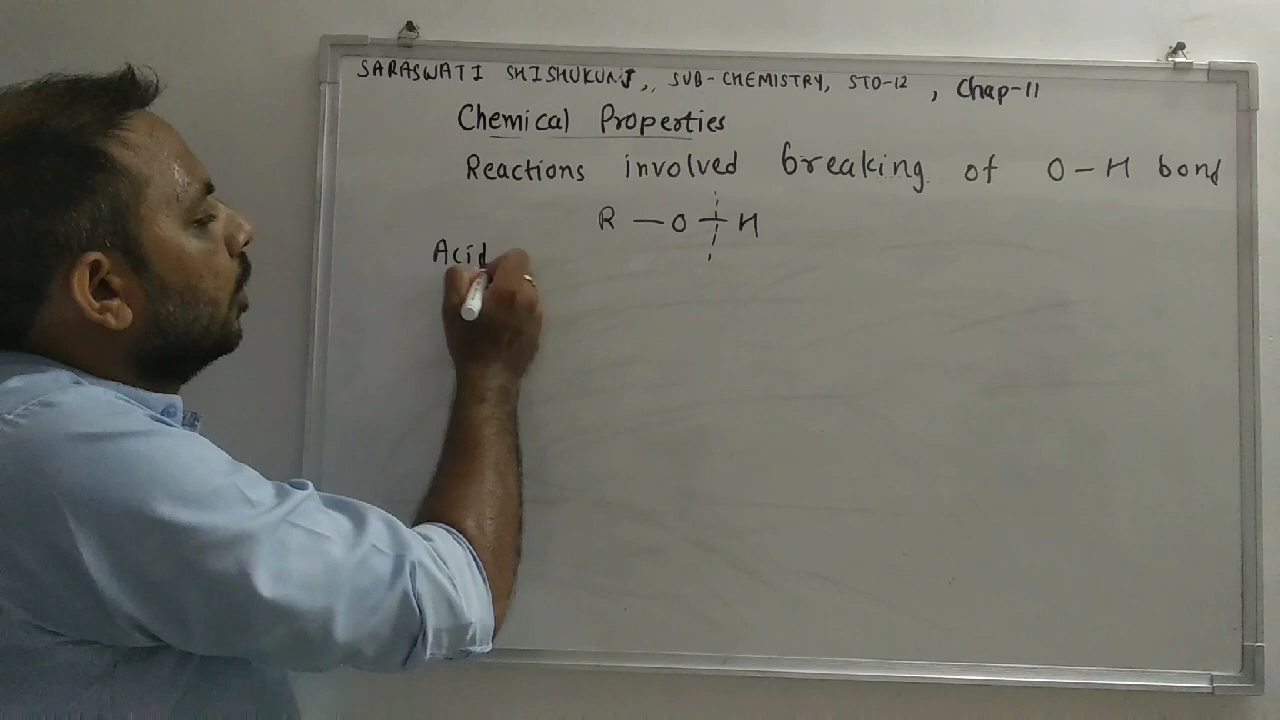 SARASWATI SHISHUKUNJ,, SUB-CHEMISTRY, STD-12, Chap-11
Chemical Properties
Reactions involved breaking of O-H bond
R-O-H
Acid